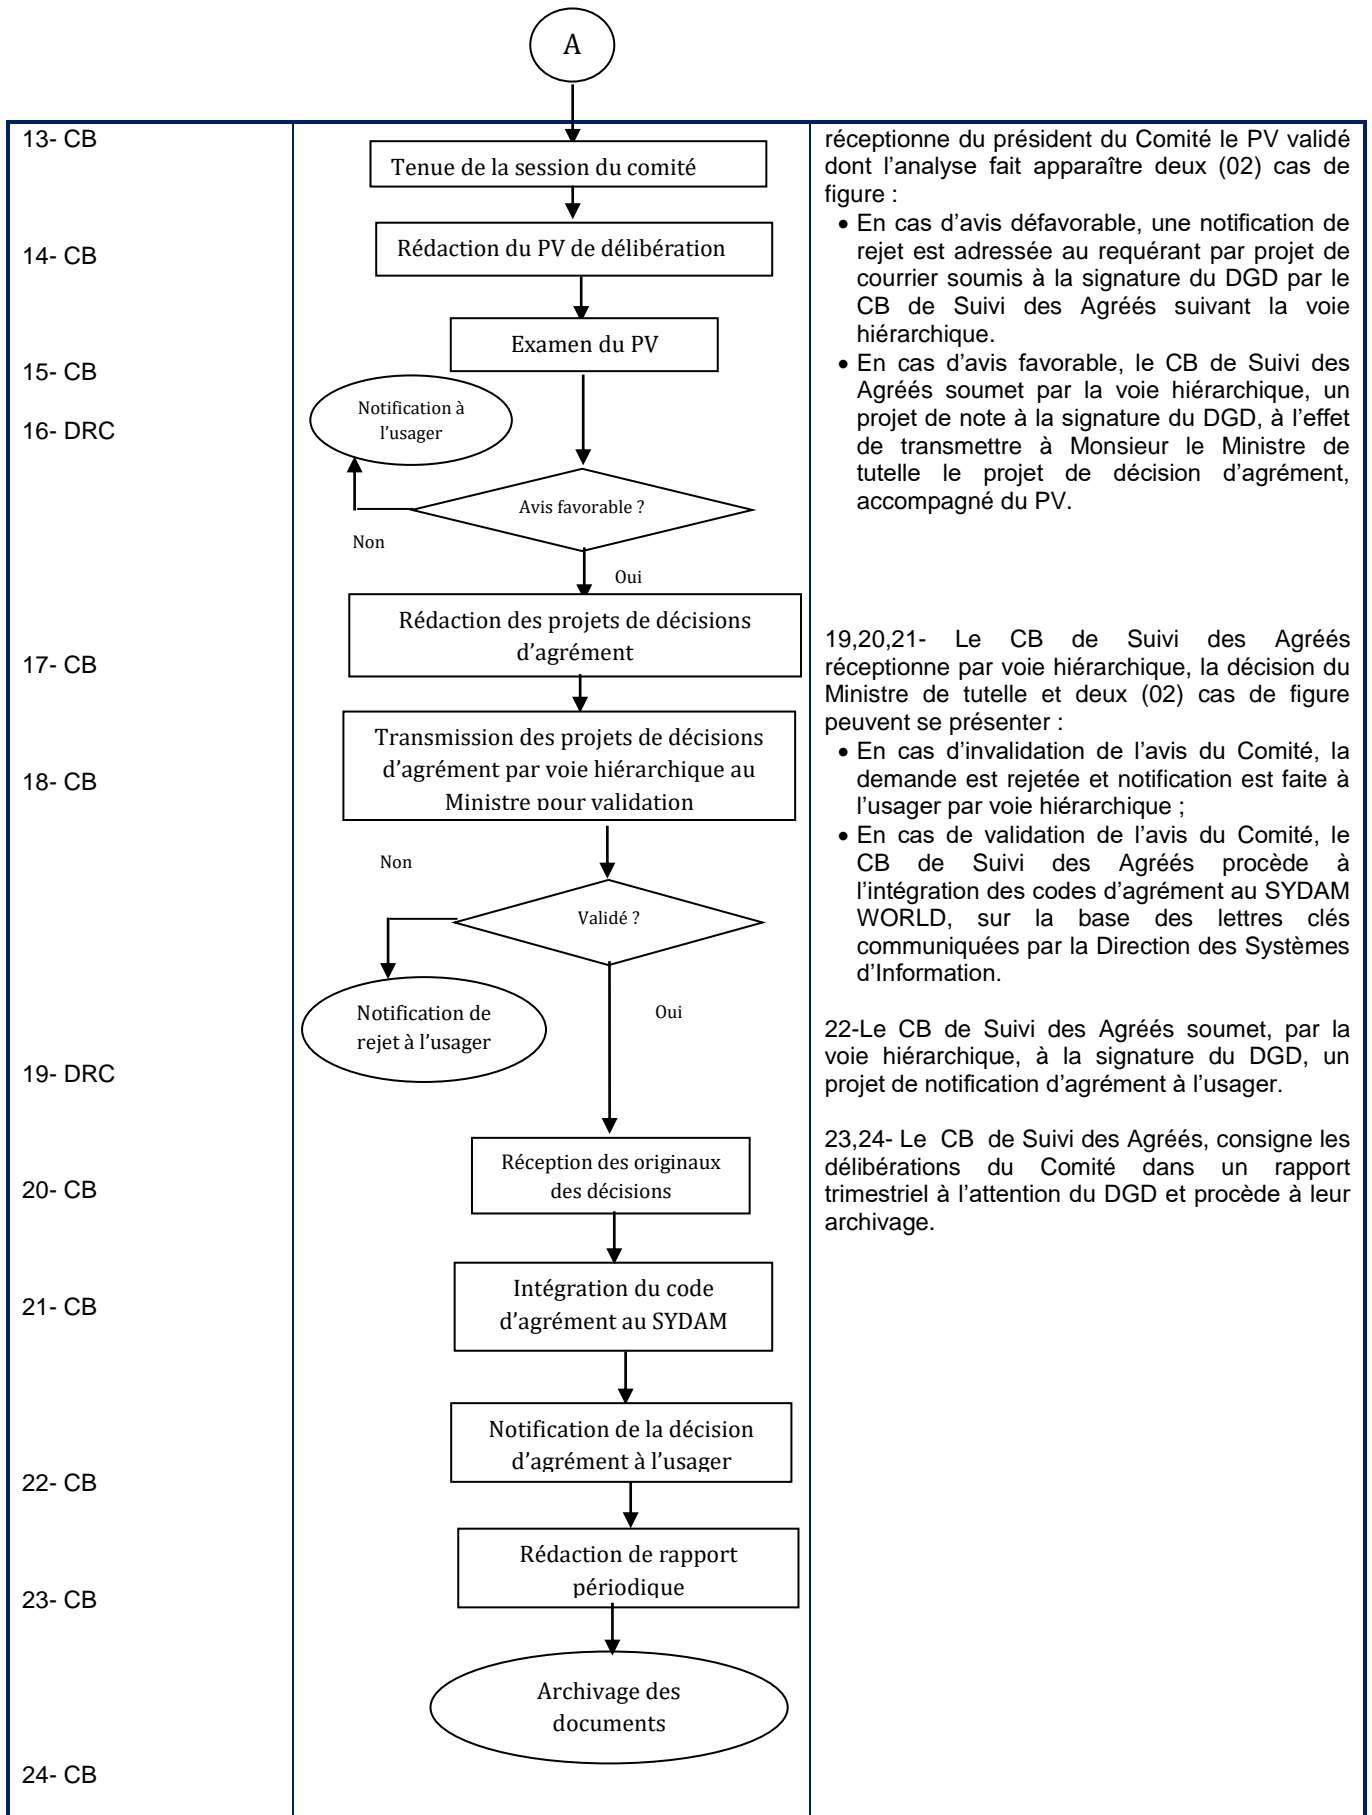 A
13- CB
14- CB
15- CB
16- DRC
17- CB
18- CB
19- DRC
20- CB
21- CB
22- CB
23- CB
24- CB
Tenue de la session du comité
Rédaction du PV de délibération
Examen du PV
Notification à
l’usager
Avis favorable ?
Non
Oui
Rédaction des projets de décisions
d’agrément
Transmission des projets de décisions
d’agrément par voie hiérarchique au
Ministre pour validation
Non
Validé ?
Notification de
rejet à l’usager
Oui
Réception des originaux
des décisions
Intégration du code
d’agrément au SYDAM
Notification de la décision
d’agrément à l’usager
Rédaction de rapport
périodique
Archivage des
documents
réceptionne du président du Comité le PV validé
dont l’analyse fait apparaître deux (02) cas de
figure :
• En cas d’avis défavorable, une notification de
rejet est adressée au requérant par projet de
courrier soumis à la signature du DGD par le
CB de Suivi des Agréés suivant la voie
hiérarchique.
• En cas d’avis favorable, le CB de Suivi des
Agréés soumet par la voie hiérarchique, un
projet de note à la signature du DGD, à l’effet
de transmettre à Monsieur le Ministre de
tutelle le projet de décision d’agrément,
accompagné du PV.
19,20,21- Le CB de Suivi des Agréés
réceptionne par voie hiérarchique, la décision du
Ministre de tutelle et deux (02) cas de figure
peuvent se présenter :
• En cas d’invalidation de l’avis du Comité, la
demande est rejetée et notification est faite à
l’usager par voie hiérarchique ;
• En cas de validation de l’avis du Comité, le
CB de Suivi des Agréés procède à
l’intégration des codes d’agrément au SYDAM
WORLD, sur la base des lettres clés
communiquées par la Direction des Systèmes
d’Information.
22-Le CB de Suivi des Agréés soumet, par la
voie hiérarchique, à la signature du DGD, un
projet de notification d’agrément à l’usager.
23,24- Le CB de Suivi des Agréés, consigne les
délibérations du Comité dans un rapport
trimestriel à l’attention du DGD et procède à leur
archivage.